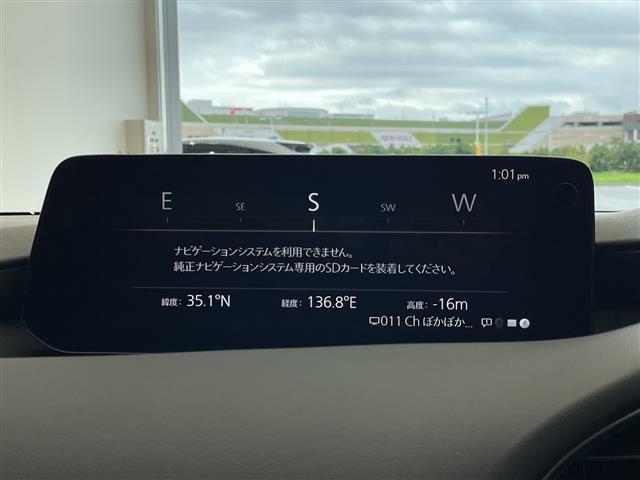 1:01pm
E SE S SW W
ナビゲーションシステムを利用できません。
純正ナビゲーションシステム専用のSDカードを装着してください。
緯度: 35.1°N 経度: 136.8°E 高度: -16m
011 Ch ぽかぽか...